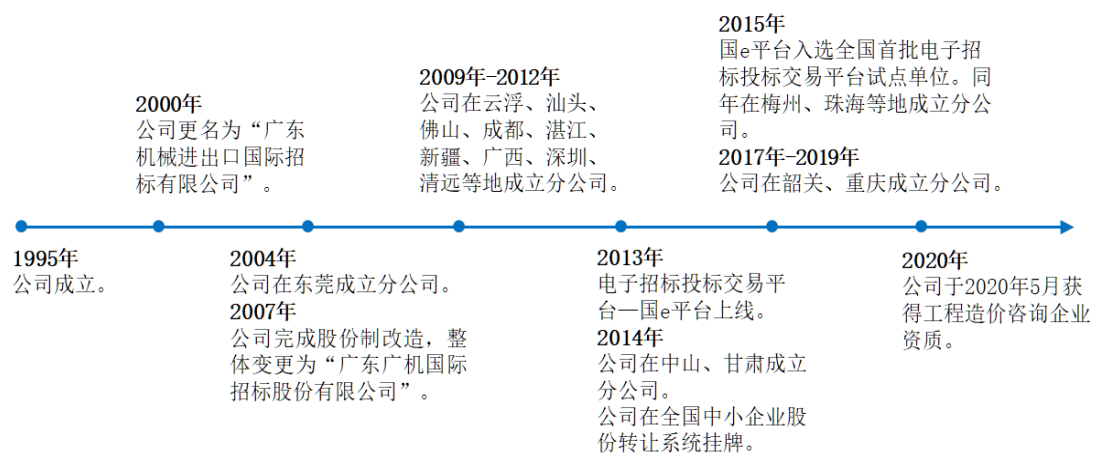 1995年
公司成立。
2000年
公司更名为“广东
机械进出口国际招
标有限公司”。
2004年
公司在东莞成立分公司。
2007年
公司完成股份制改造，整
体变更为“广东广机国际
招标股份有限公司”。
2009年-2012年
公司在云浮、汕头、
佛山、成都、湛江、
新疆、广西、深圳、
清远等地成立分公司。
2013年
电子招标投标交易平
台—国e平台上线。
2014年
公司在中山、甘肃成立
分公司。
公司在全国中小企业股
份转让系统挂牌。
2015年
国e平台入选全国首批电子招
标投标交易平台试点单位。同
年在梅州、珠海等地成立分公
司。
2017年-2019年
公司在韶关、重庆成立分公司。
2020年
公司于2020年5月获
得工程造价咨询企业
资质。